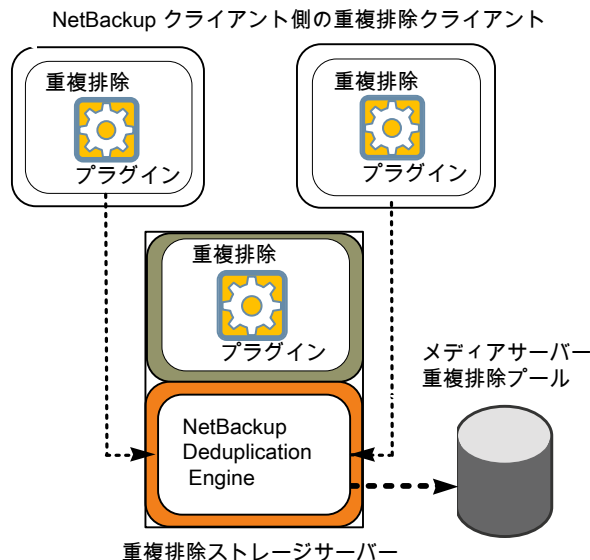 NetBackup クライアント側の重複排除クライアント
重複排除
プラグイン
重複排除
プラグイン
重複排除
プラグイン
メディアサーバー
重複排除プール
NetBackup
Deduplication
Engine
重複排除ストレージサーバー